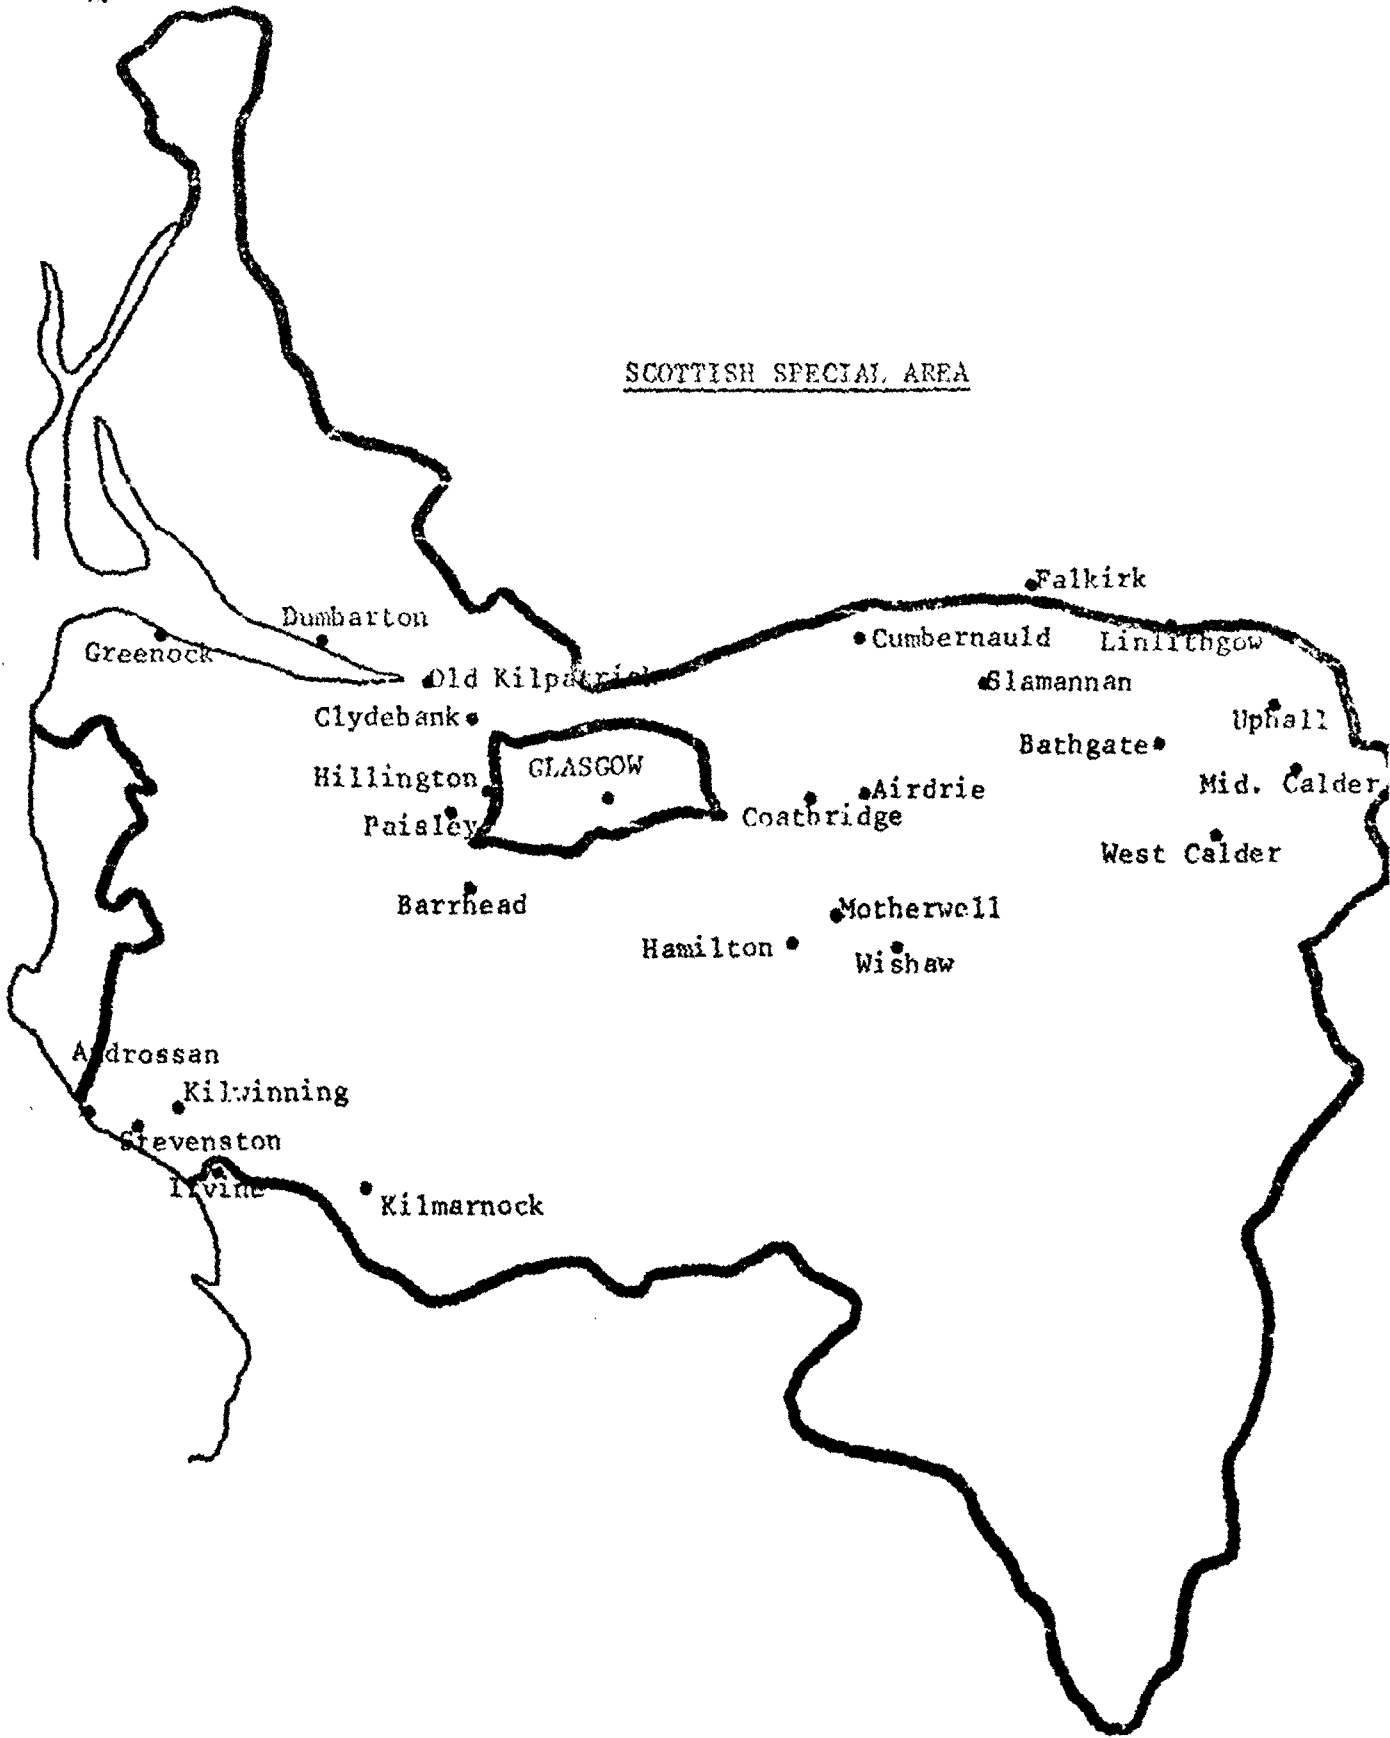 SCOTTISH SPECIAL AREA
Falkirk
Dumbarton
Cumbernauld
Linlithgow
Greenock
Old Kilpatrick
Slamannan
Clydebank
Uphall
Bathgate
GLASGOW
Hillington
Mid. Calder
Airdrie
Coatbridge
Paisley
West Calder
Barrhead
Motherwell
Hamilton
Wishaw
Ardrossan
Kilwinning
Stevenston
Irvine
Kilmarnock